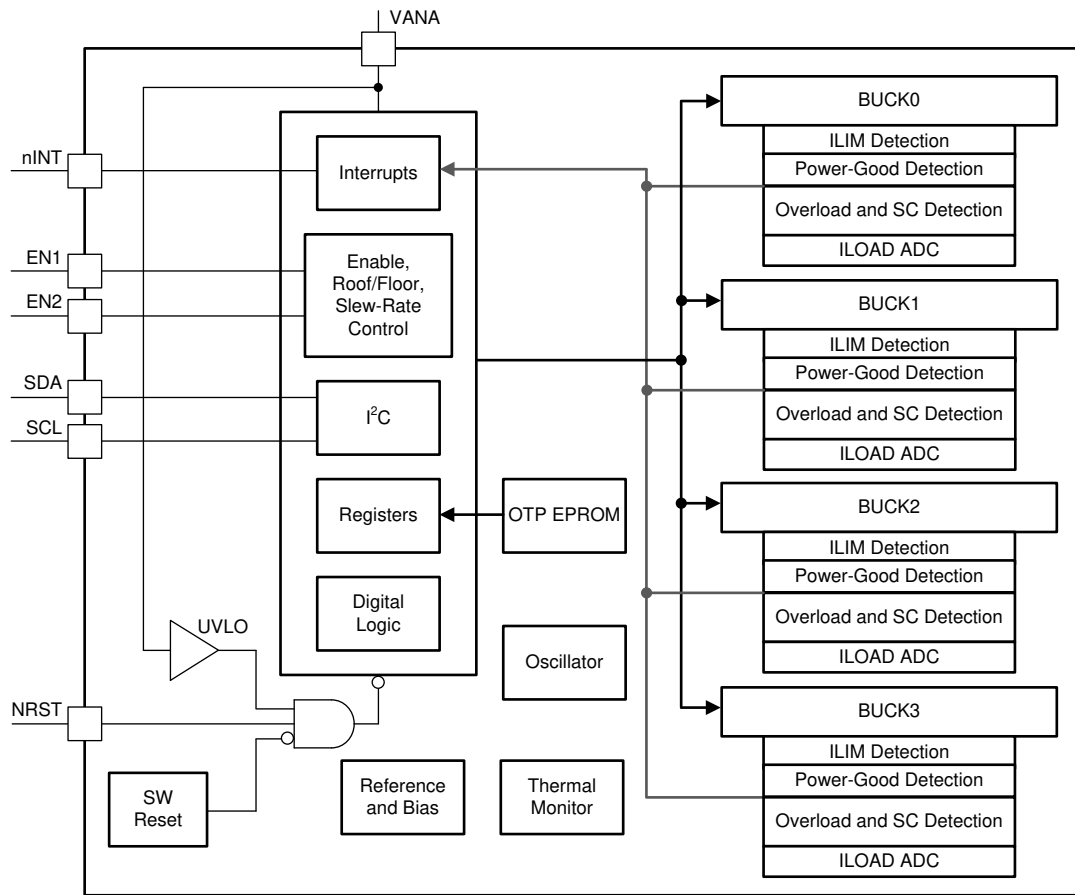 VANA
nINT
EN1
EN2
SDA
SCL
NRST
Interrupts
Enable,
Roof/Floor,
Slew-Rate
Control
I²C
Registers
Digital
Logic
UVLO
SW
Reset
OTP EPROM
Oscillator
Reference
and Bias
Thermal
Monitor
BUCK0
ILIM Detection
Power-Good Detection
Overload and SC Detection
ILOAD ADC
BUCK1
ILIM Detection
Power-Good Detection
Overload and SC Detection
ILOAD ADC
BUCK2
ILIM Detection
Power-Good Detection
Overload and SC Detection
ILOAD ADC
BUCK3
ILIM Detection
Power-Good Detection
Overload and SC Detection
ILOAD ADC